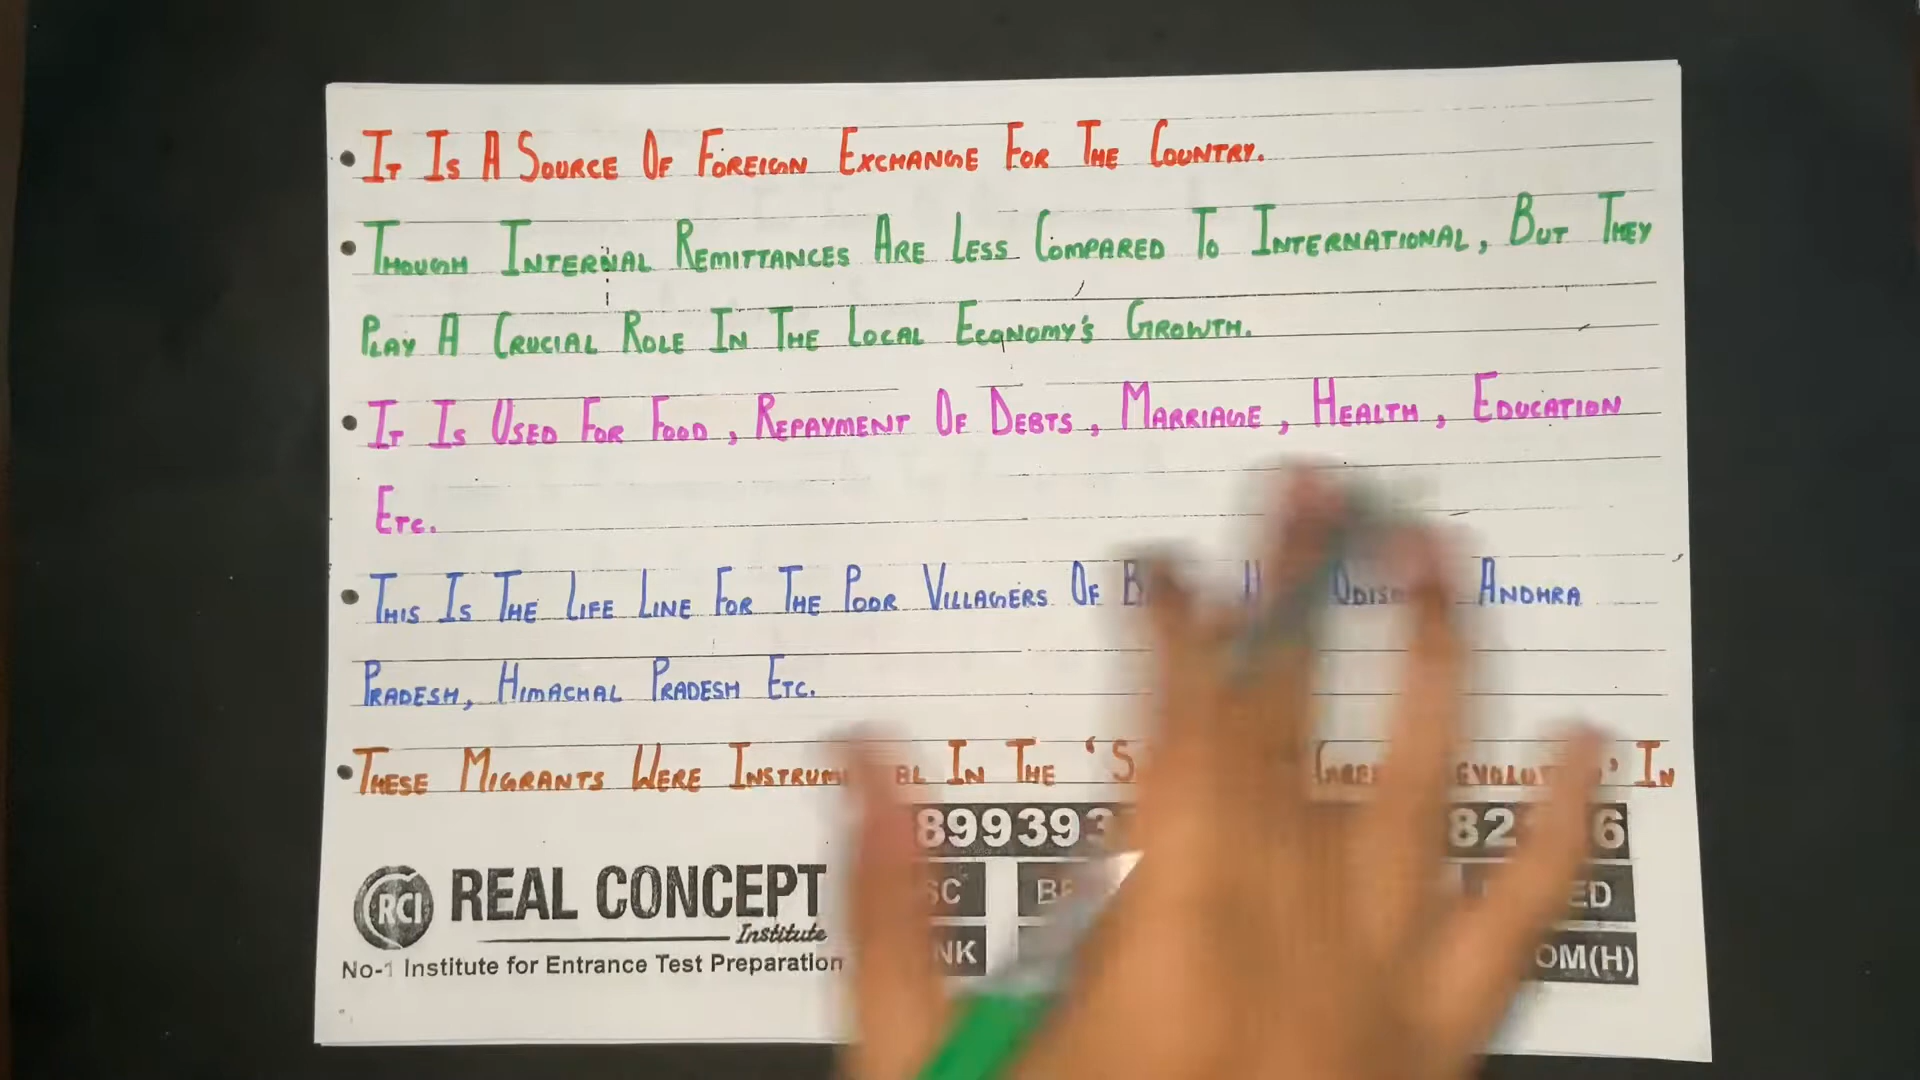 • It Is A Source Of Foreign Exchange For The Country.
• Though Internal Remittances Are Less Compared To International, But They
Play A Crucial Role In The Local Economy's Growth.
• It Is Used For Food, Repayment Of Debts, Marriage, Health, Education
Etc.
• This Is The Life Line For The Poor Villagers Of Andhra
Pradesh, Himachal Pradesh Etc.
• These Migrants Were In The ' ' In
REAL CONCEPT
RCI
Institute
No-1 Institute for Entrance Test Preparation